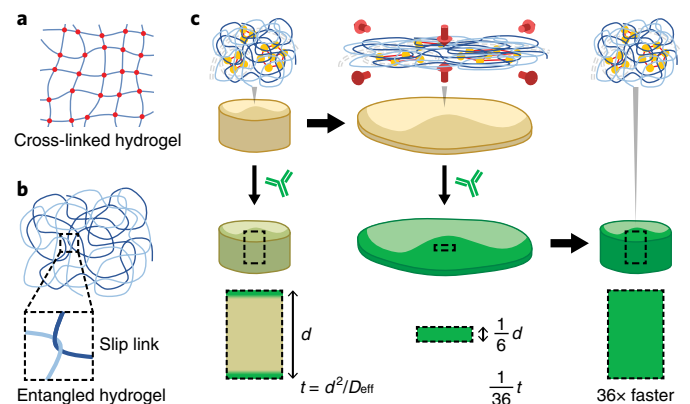 a
Cross-linked hydrogel
b
Slip link
Entangled hydrogel
c
d
t = d²/Deff
1/6 d
1/36 t
36× faster